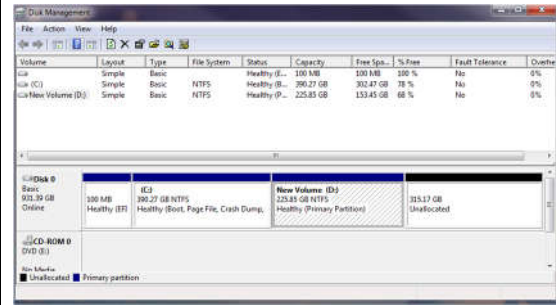 Disk Management
File Action View Help
Volume Layout Type File System Status Capacity Free Spa... % Free Fault Tolerance Overhe
Simple Basic Healthy (E... 100 MB 100 MB 100 % No 0%
(C:) Simple Basic NTFS Healthy (B... 390.27 GB 302.47 GB 78 % No 0%
New Volume (D:) Simple Basic NTFS Healthy (P... 225.85 GB 153.45 GB 68 % No 0%
Disk 0
Basic
931.39 GB
Online
100 MB
Healthy (EFI
(C:)
390.27 GB NTFS
Healthy (Boot, Page File, Crash Dump,
New Volume (D:)
225.85 GB NTFS
Healthy (Primary Partition)
315.17 GB
Unallocated
CD-ROM 0
DVD (E:)
No Media
Unallocated Primary partition